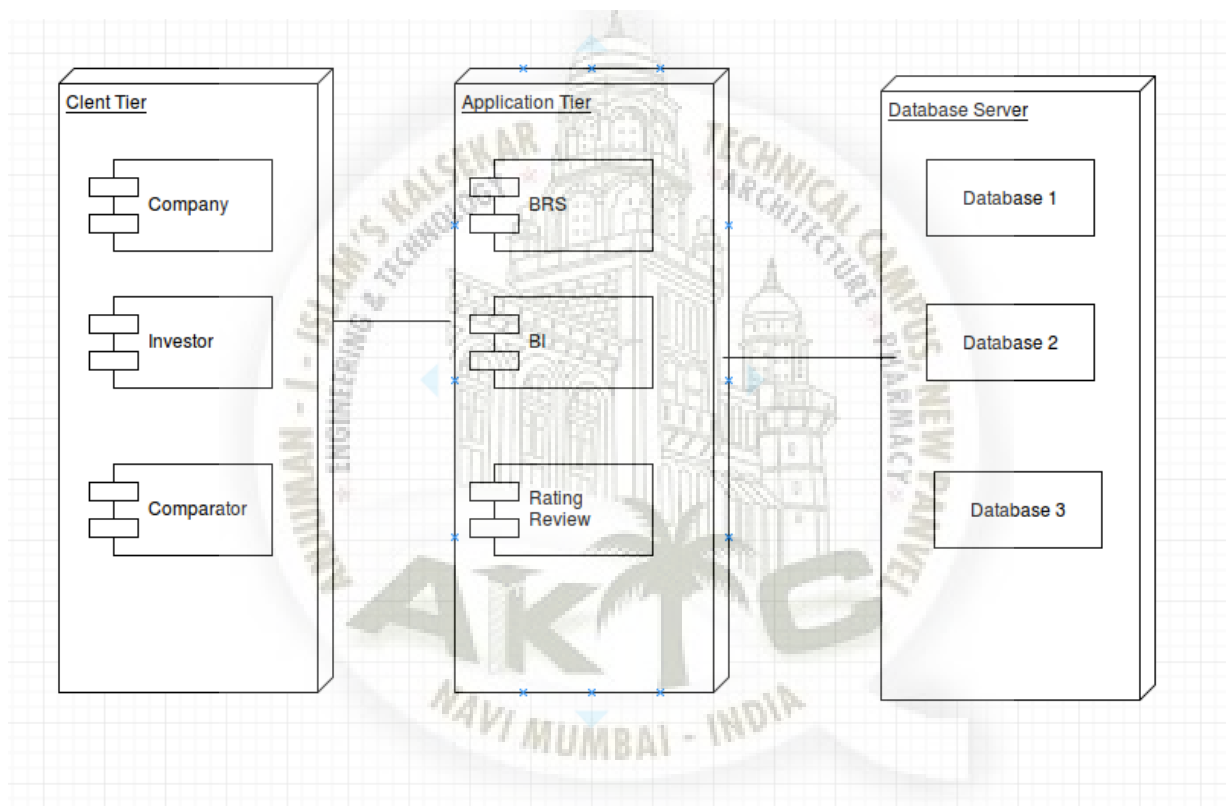 Clent Tier
Company
Investor
Comparator
Application Tier
BRS
BI
Rating
Review
Database Server
Database 1
Database 2
Database 3
ANJUMAN - I - ISLAM'S KALSEKAR TECHNICAL CAMPUS, NEW PANVEL
ENGINEERING & TECHNOLOGY * ARCHITECTURE * PHARMACY
AKTC
NAVI MUMBAI - INDIA